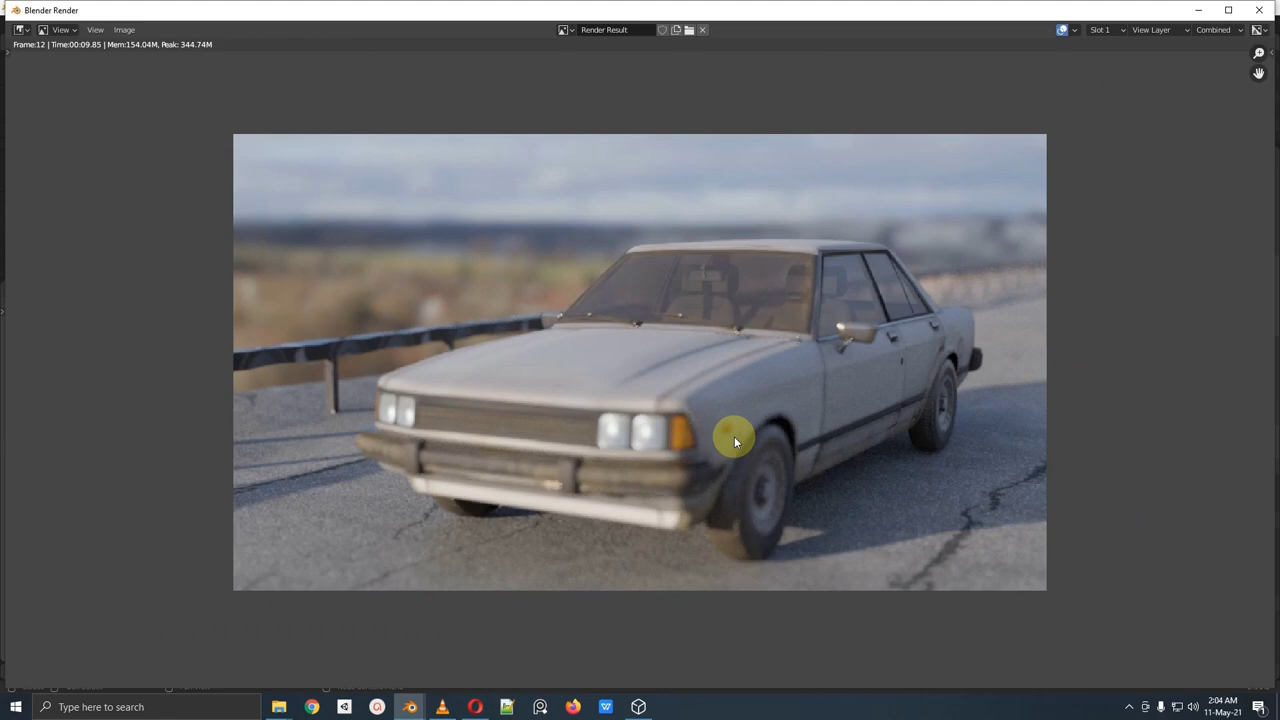 Blender Render
View View Image Render Result Slot 1 View Layer Combined
Frame:12 | Time:00:09.85 | Mem:154.04M, Peak: 344.74M
Type here to search
2:04 AM
11-May-21